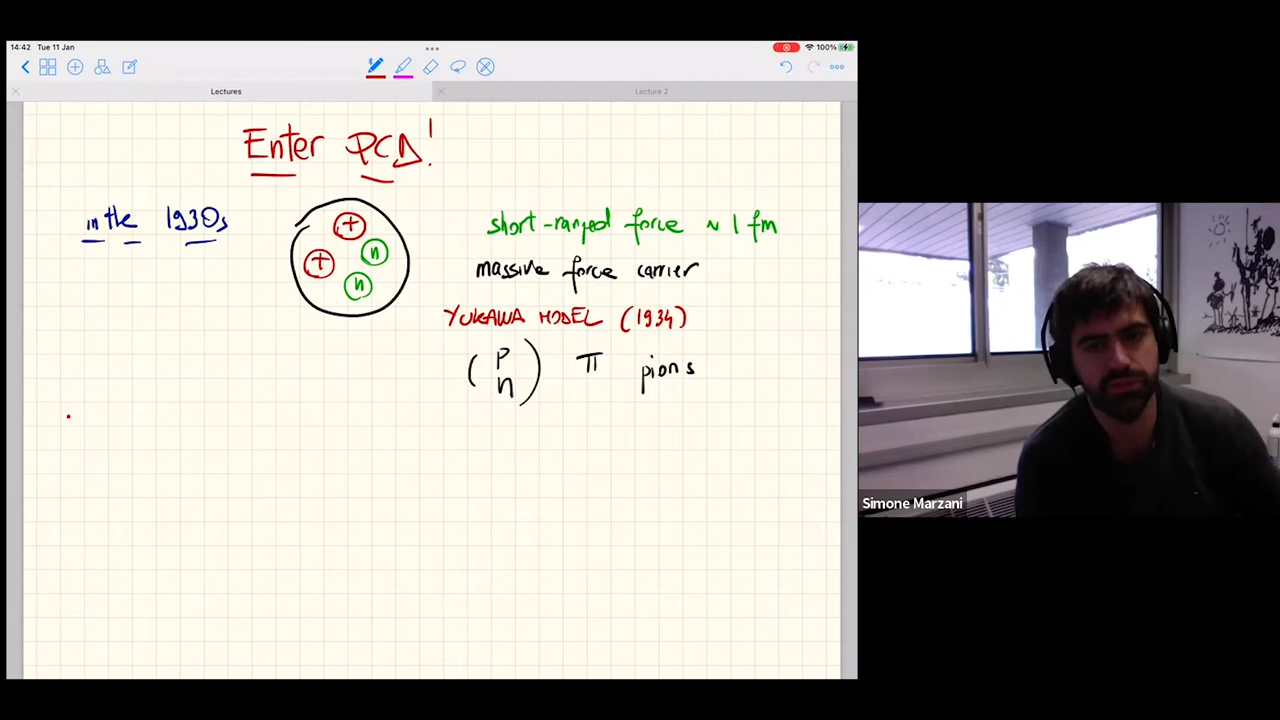 14:42 Tue 11 Jan
100%
Lectures
Lecture 2
Enter QCD!
in the 1930s
+
+
n
n
short-ranged force ~ 1 fm
massive force carrier
YUKAWA MODEL (1934)
(p n) π pions
Simone Marzani